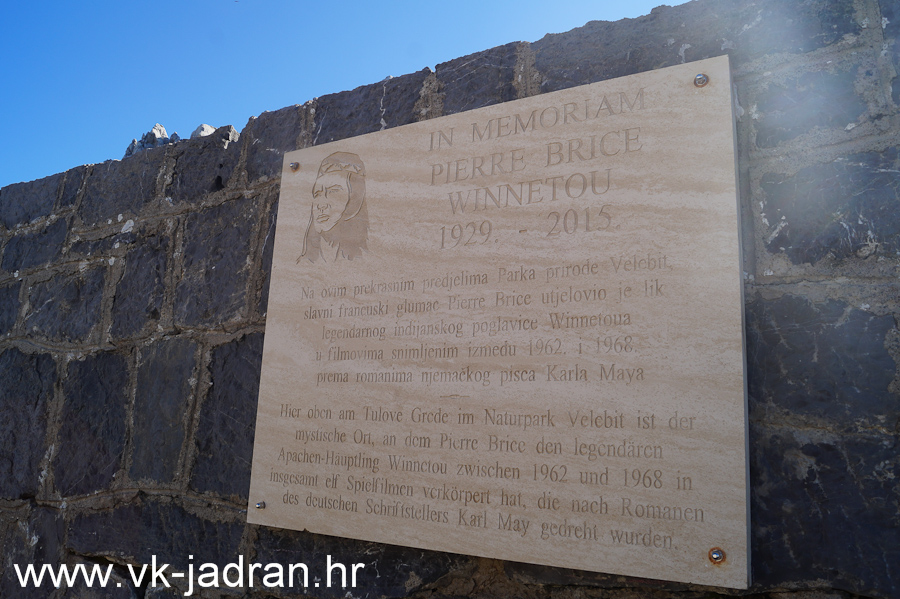 IN MEMORIAM
PIERRE BRICE
WINNETOU
1929. - 2015.
Na ovim prekrasnim predjelima Parka prirode Velebit,
slavni francuski glumac Pierre Brice utjelovio je lik
legendarnog indijanskog poglavice Winnetoua
u filmovima snimljenim između 1962. i 1968.
prema romanima njemačkog pisca Karla Maya
Hier oben am Tulove Grede im Naturpark Velebit ist der
mystische Ort, an dem Pierre Brice den legendären
Apachen-Häuptling Winnetou zwischen 1962 und 1968 in
insgesamt elf Spielfilmen verkörpert hat, die nach Romanen
des deutschen Schriftstellers Karl May gedreht wurden.
www.vk-jadran.hr